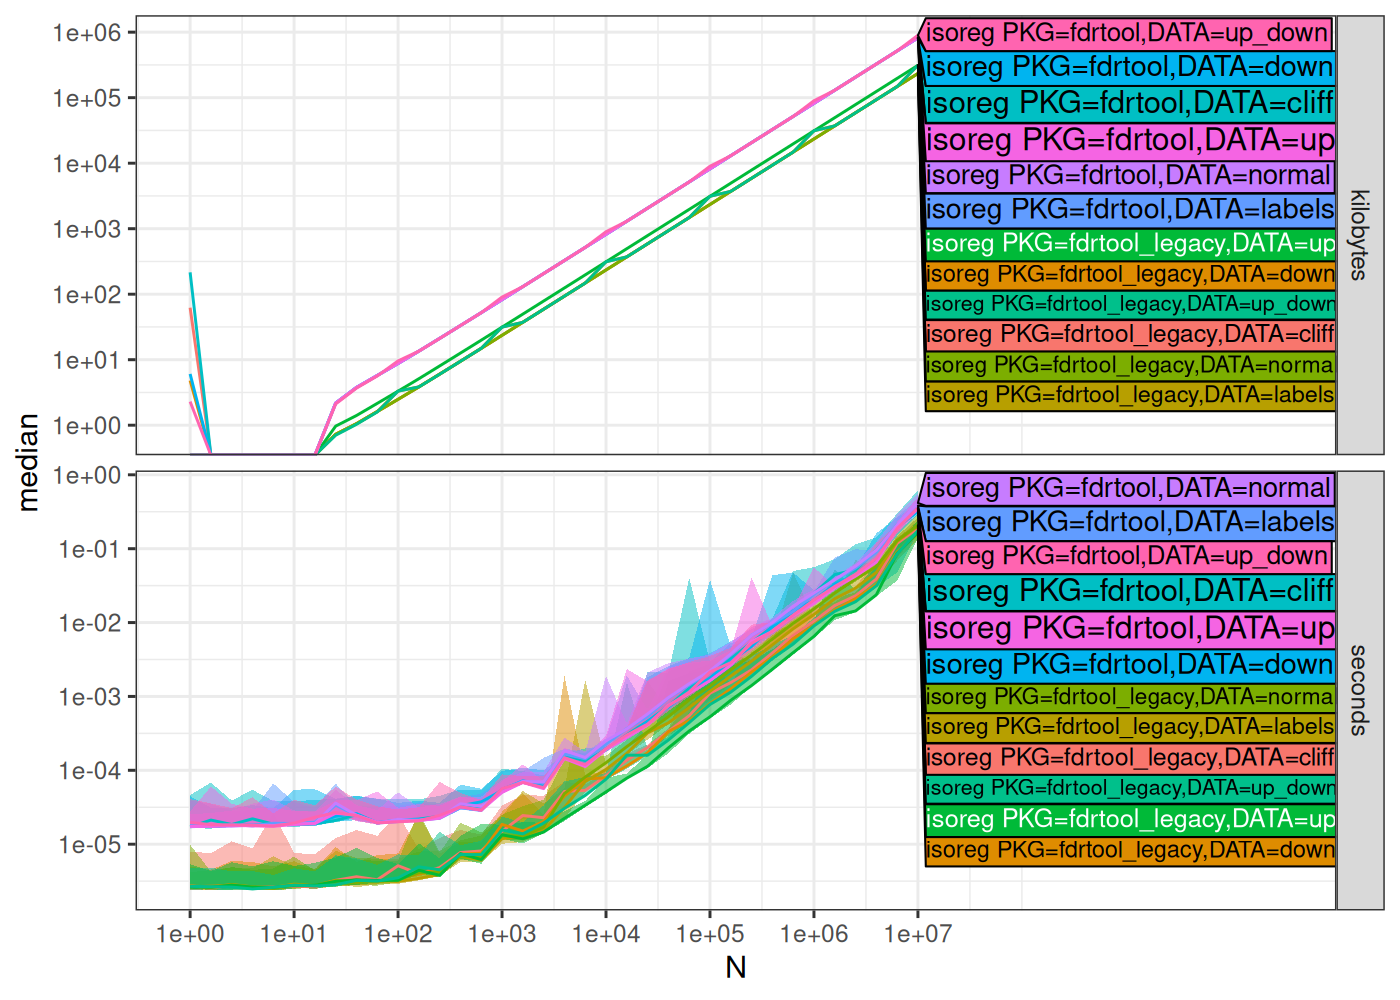 1e+06
1e+05
1e+04
1e+03
1e+02
1e+01
1e+00
isoreg PKG=fdrtool,DATA=up_down
isoreg PKG=fdrtool,DATA=down
isoreg PKG=fdrtool,DATA=cliff
isoreg PKG=fdrtool,DATA=up
isoreg PKG=fdrtool,DATA=normal
isoreg PKG=fdrtool,DATA=labels
isoreg PKG=fdrtool_legacy,DATA=up
isoreg PKG=fdrtool_legacy,DATA=down
isoreg PKG=fdrtool_legacy,DATA=up_down
isoreg PKG=fdrtool_legacy,DATA=cliff
isoreg PKG=fdrtool_legacy,DATA=norma
isoreg PKG=fdrtool_legacy,DATA=labels
kilobytes
median
1e+00
1e-01
1e-02
1e-03
1e-04
1e-05
isoreg PKG=fdrtool,DATA=normal
isoreg PKG=fdrtool,DATA=labels
isoreg PKG=fdrtool,DATA=up_down
isoreg PKG=fdrtool,DATA=cliff
isoreg PKG=fdrtool,DATA=up
isoreg PKG=fdrtool,DATA=down
isoreg PKG=fdrtool_legacy,DATA=norma
isoreg PKG=fdrtool_legacy,DATA=labels
isoreg PKG=fdrtool_legacy,DATA=cliff
isoreg PKG=fdrtool_legacy,DATA=up_down
isoreg PKG=fdrtool_legacy,DATA=up
isoreg PKG=fdrtool_legacy,DATA=down
seconds
1e+00 1e+01 1e+02 1e+03 1e+04 1e+05 1e+06 1e+07
N